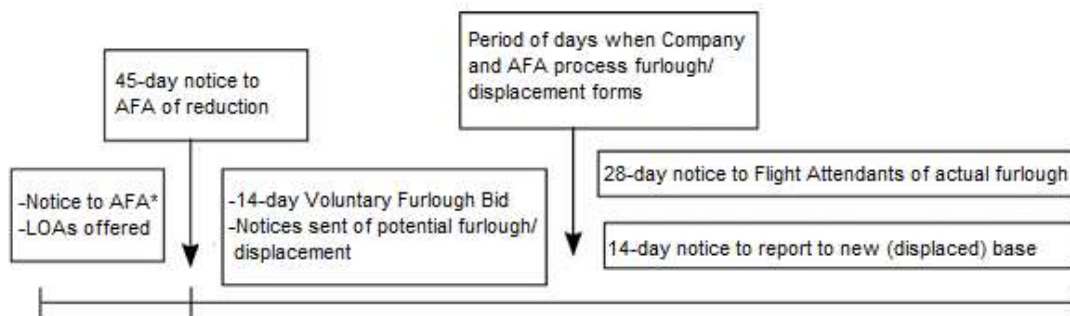 45-day notice to
AFA of reduction
Period of days when Company
and AFA process furlough/
displacement forms
-Notice to AFA*
-LOAs offered
-14-day Voluntary Furlough Bid
-Notices sent of potential furlough/
displacement
28-day notice to Flight Attendants of actual furlough
14-day notice to report to new (displaced) base